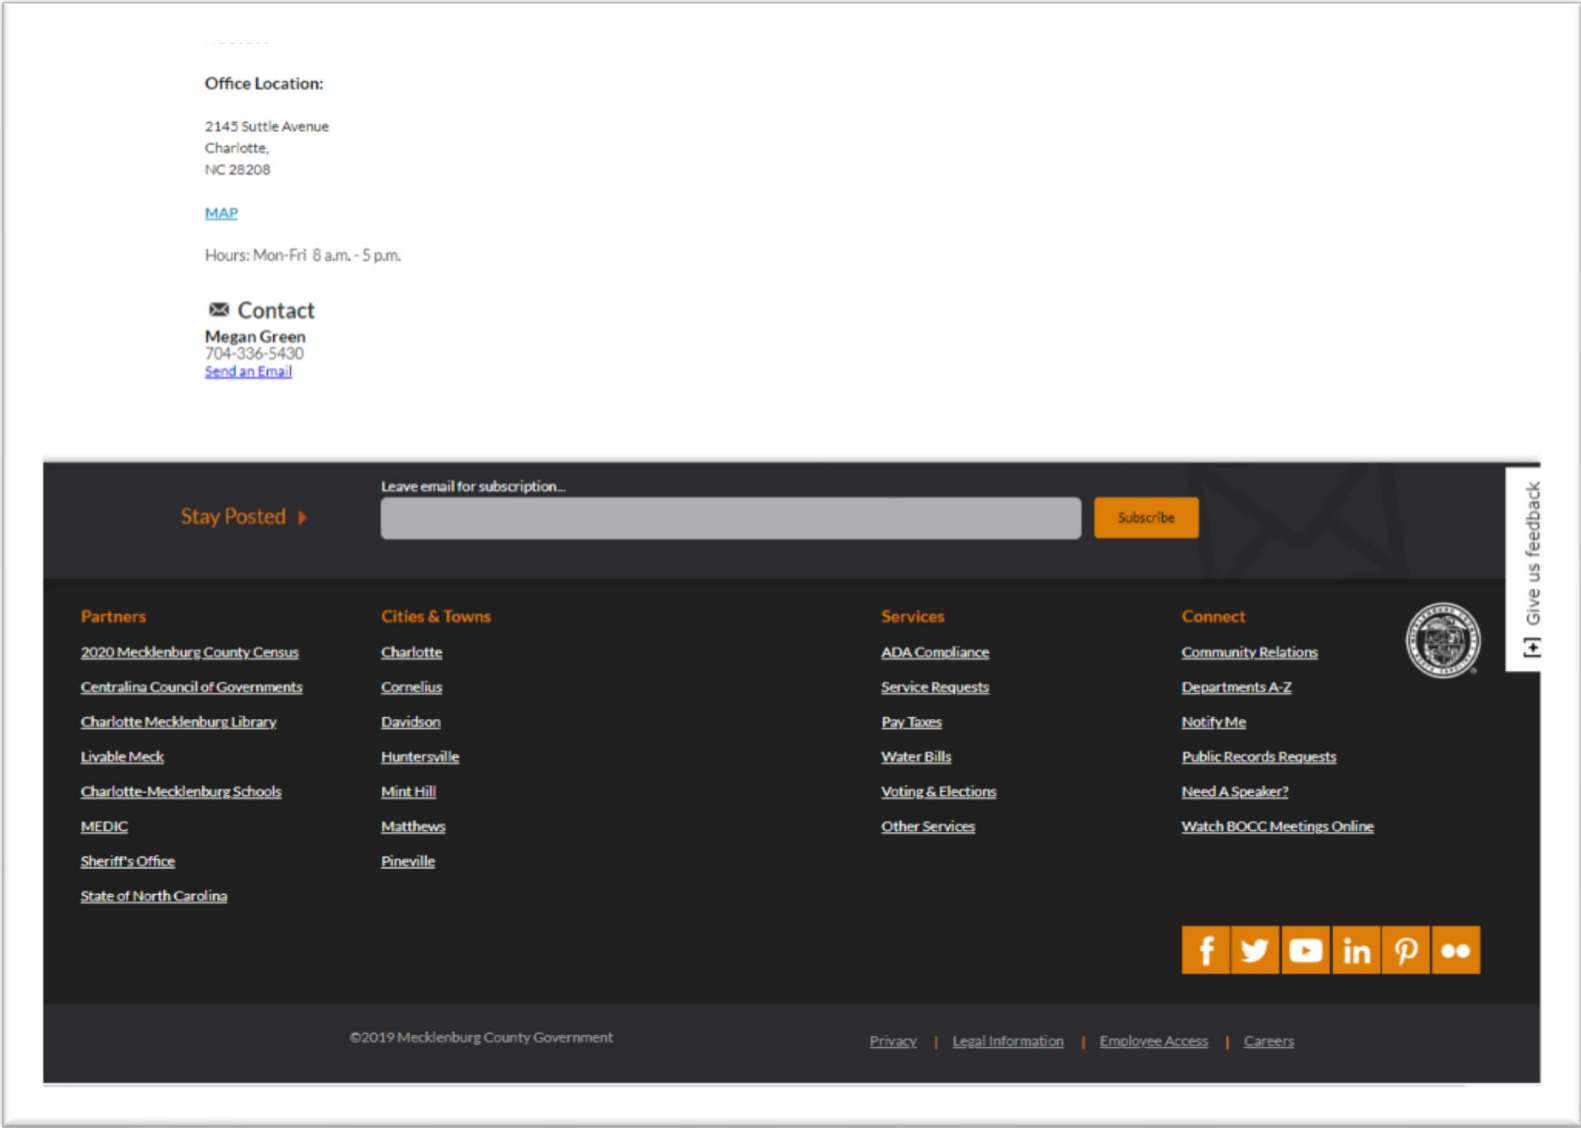 Office Location:
2145 Suttle Avenue
Charlotte,
NC 28208
MAP
Hours: Mon-Fri 8 a.m. - 5 p.m.
Contact
Megan Green
704-336-5430
Send an Email
Leave email for subscription...
Stay Posted
Subscribe
[+] Give us feedback
Partners
2020 Mecklenburg County Census
Centralina Council of Governments
Charlotte Mecklenburg Library
Livable Meck
Charlotte-Mecklenburg Schools
MEDIC
Sheriff's Office
State of North Carolina
Cities & Towns
Charlotte
Cornelius
Davidson
Huntersville
Mint Hill
Matthews
Pineville
Services
ADA Compliance
Service Requests
Pay Taxes
Water Bills
Voting & Elections
Other Services
Connect
Community Relations
Departments A-Z
Notify Me
Public Records Requests
Need A Speaker?
Watch BOCC Meetings Online
©2019 Mecklenburg County Government
Privacy | Legal Information | Employee Access | Careers